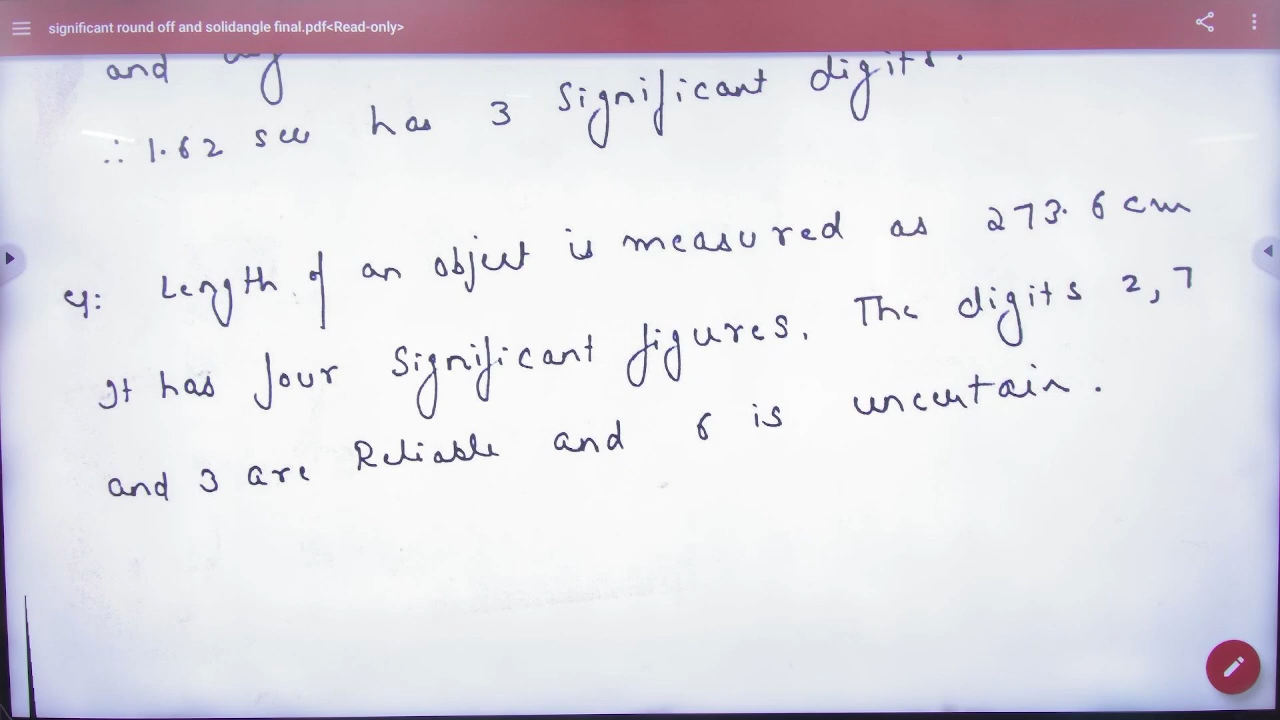 significant round off and solidangle final.pdf<Read-only>
and
∴ 1.62 sec has 3 significant digits.
eg: Length of an object is measured as 273.6 cm
It has four significant figures. The digits 2, 7
and 3 are Reliable and 6 is uncertain.